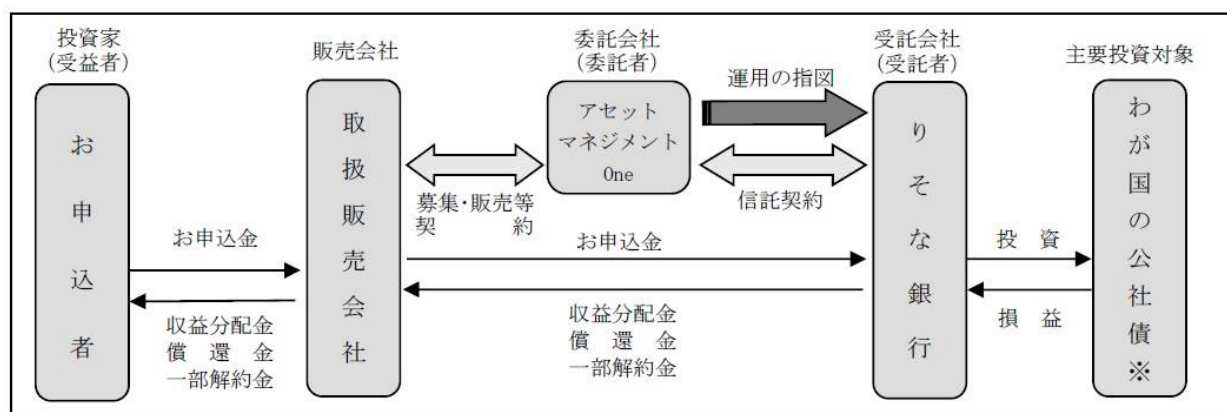 投資家
(受益者)
お申込者
販売会社
取扱販売会社
委託会社
(委託者)
アセット
マネジメント
One
受託会社
(受託者)
りそな銀行
主要投資対象
わが国の公社債※
運用の指図
募集・販売等
契　　　約
信託契約
お申込金
収益分配金
償　還　金
一部解約金
お申込金
収益分配金
償　還　金
一部解約金
投　資
損　益